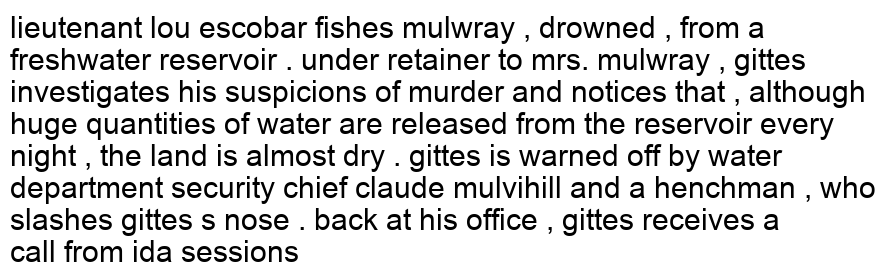 lieutenant lou escobar fishes mulwray , drowned , from a
freshwater reservoir . under retainer to mrs. mulwray , gittes
investigates his suspicions of murder and notices that , although
huge quantities of water are released from the reservoir every
night , the land is almost dry . gittes is warned off by water
department security chief claude mulvihill and a henchman , who
slashes gittes s nose . back at his office , gittes receives a
call from ida sessions